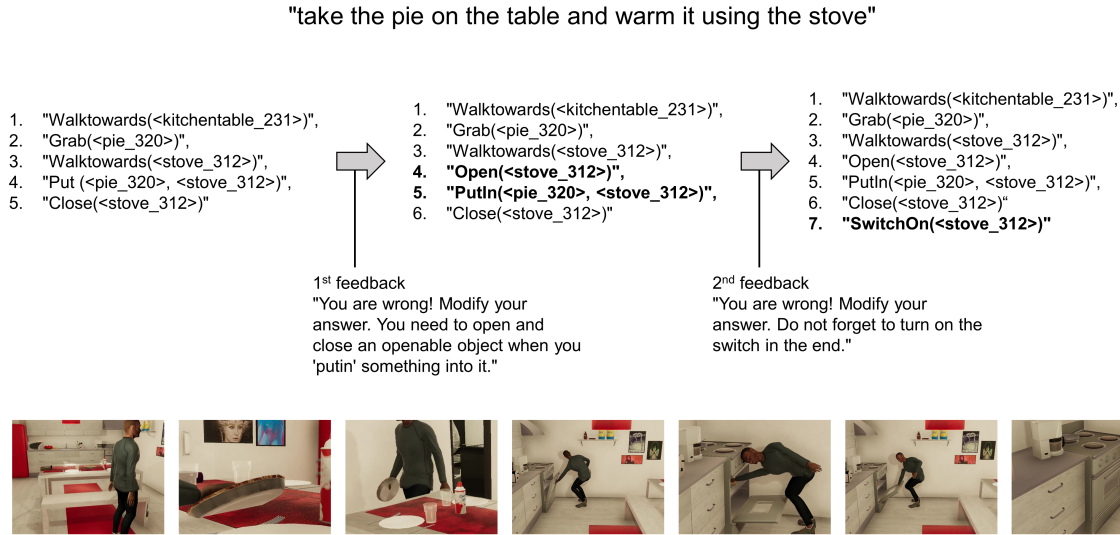 "take the pie on the table and warm it using the stove"
1. "Walktowards(<kitchentable_231>)",
2. "Grab(<pie_320>)",
3. "Walktowards(<stove_312>)",
4. "Put (<pie_320>, <stove_312>)",
5. "Close(<stove_312>)"
1. "Walktowards(<kitchentable_231>)",
2. "Grab(<pie_320>)",
3. "Walktowards(<stove_312>)",
4. "Open(<stove_312>)",
5. "PutIn(<pie_320>, <stove_312>)",
6. "Close(<stove_312>)"
1. "Walktowards(<kitchentable_231>)",
2. "Grab(<pie_320>)",
3. "Walktowards(<stove_312>)",
4. "Open(<stove_312>)",
5. "PutIn(<pie_320>, <stove_312>)",
6. "Close(<stove_312>)“
7. "SwitchOn(<stove_312>)"
1st feedback
"You are wrong! Modify your
answer. You need to open and
close an openable object when you
'putin' something into it."
2nd feedback
"You are wrong! Modify your
answer. Do not forget to turn on the
switch in the end."